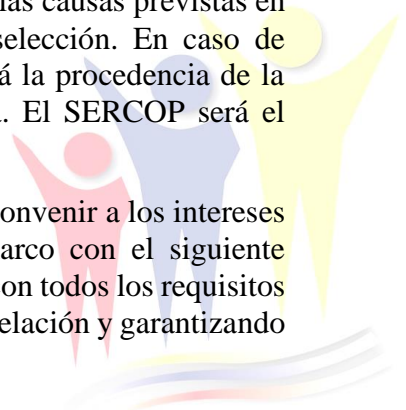 las causas previstas en
selección. En caso de
á la procedencia de la
El SERCOP será el
convenir a los intereses
arco con el siguiente
on todos los requisitos
elación y garantizando